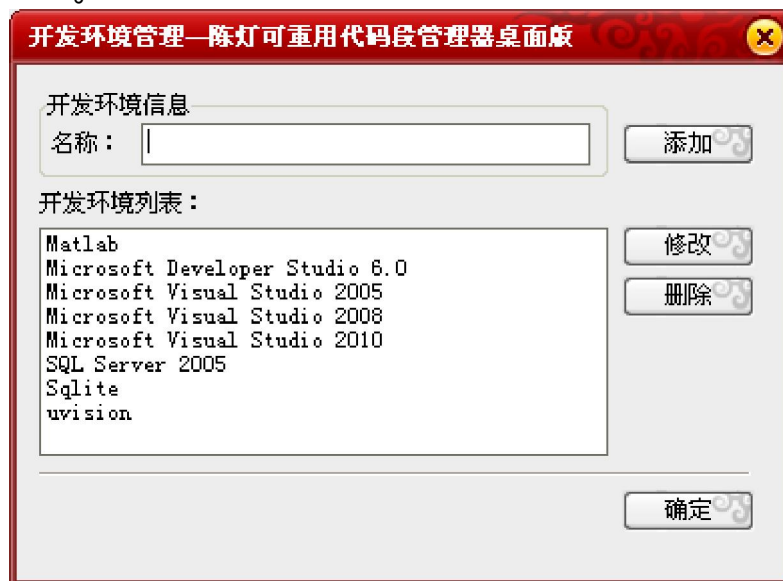 开发环境管理—陈灯可重用代码段管理器桌面版
开发环境信息
名称：
添加
开发环境列表：
Matlab
Microsoft Developer Studio 6.0
Microsoft Visual Studio 2005
Microsoft Visual Studio 2008
Microsoft Visual Studio 2010
SQL Server 2005
Sqlite
uvision
修改
删除
确定